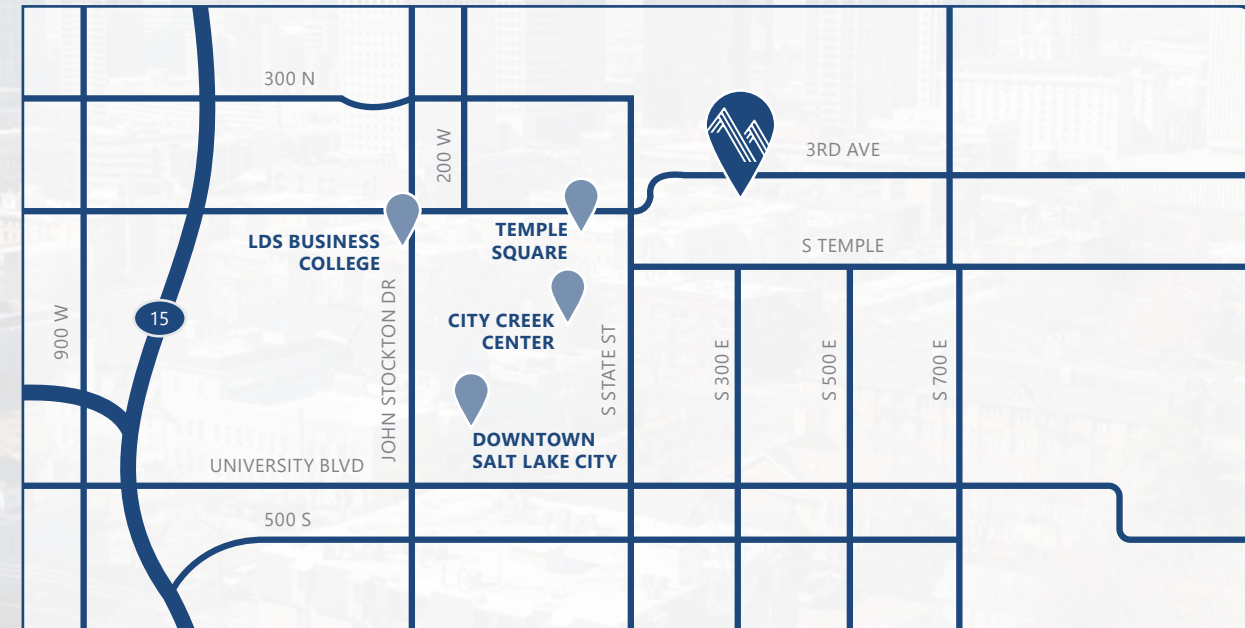 300 N
200 W
3RD AVE
LDS BUSINESS
COLLEGE
TEMPLE
SQUARE
S TEMPLE
900 W
15
JOHN STOCKTON DR
CITY CREEK
CENTER
S STATE ST
S 300 E
S 500 E
S 700 E
DOWNTOWN
SALT LAKE CITY
UNIVERSITY BLVD
500 S